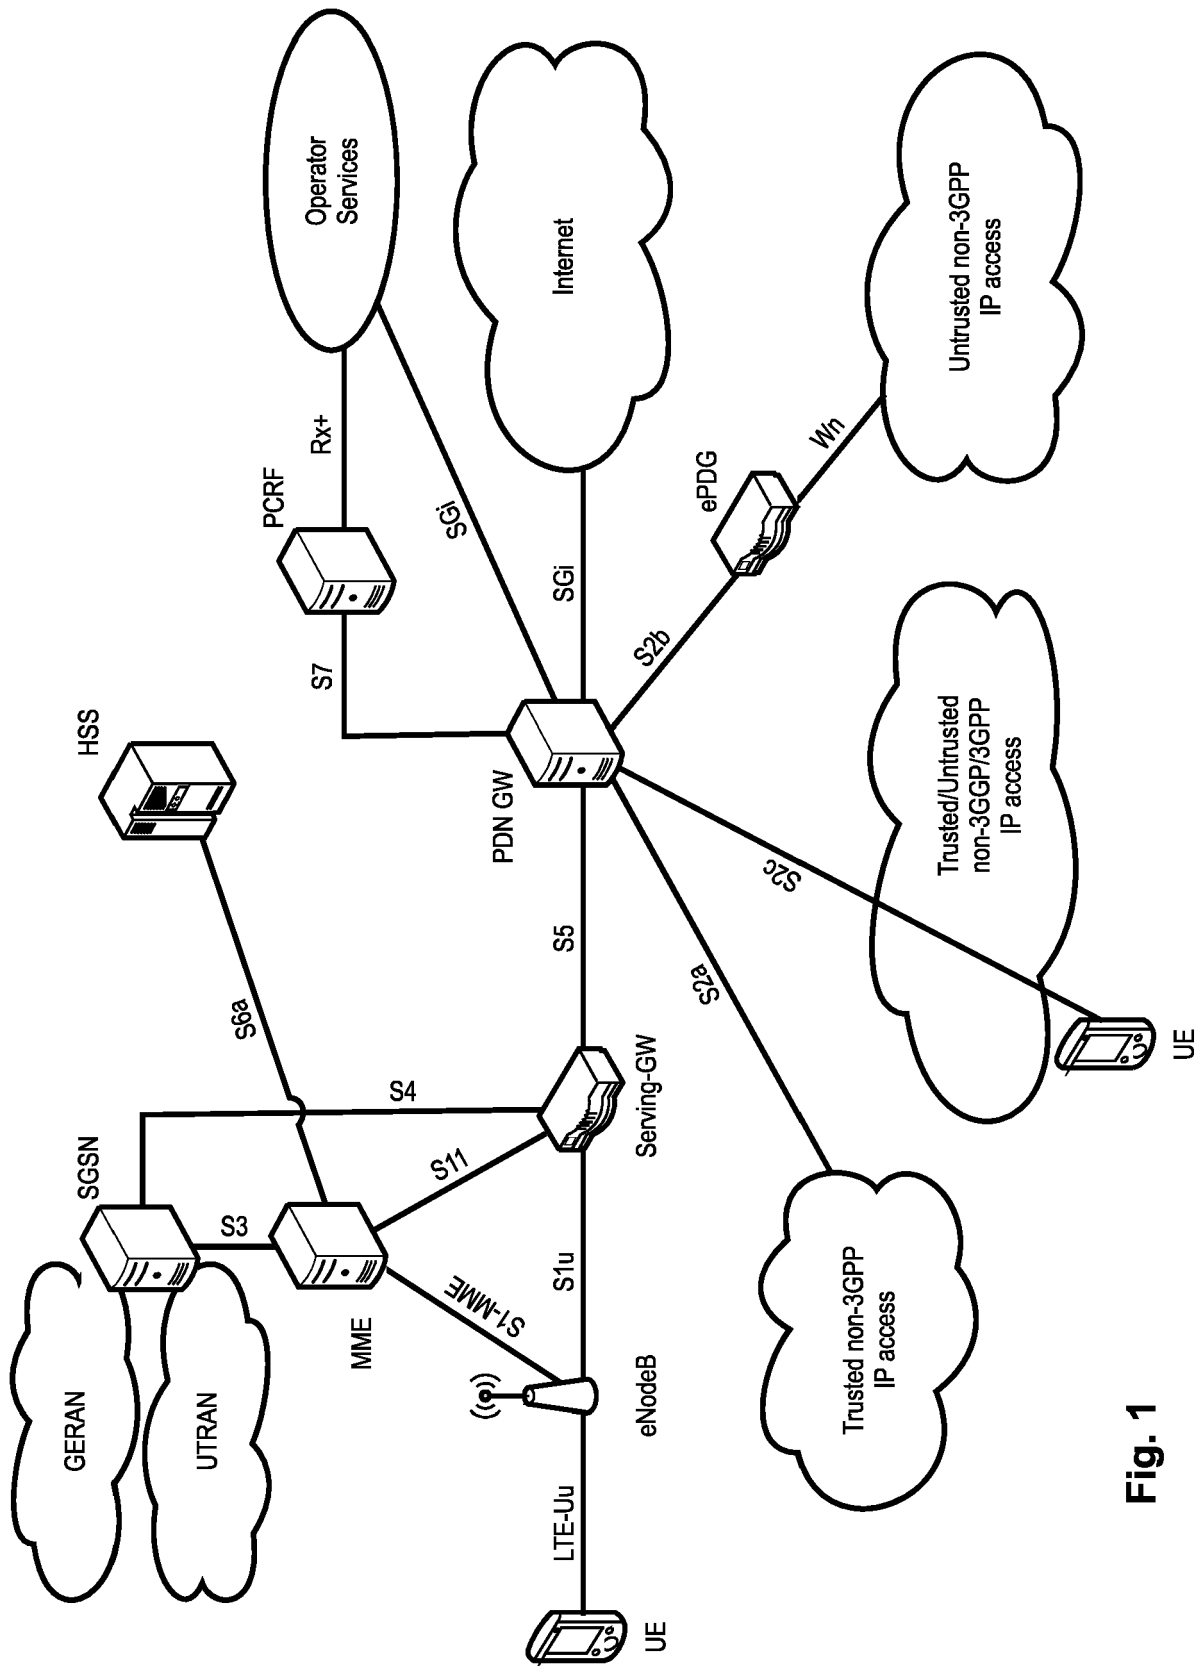 GERAN
UTRAN
SGSN
HSS
S3
S6a
S4
MME
S11
S1-MME
PCRF
S7
Rx+
Operator
Services
SGi
UE
LTE-Uu
eNodeB
S1u
Serving-GW
S5
PDN GW
SGi
Internet
S2a
S2c
S2b
ePDG
Wn
Trusted non-3GPP
IP access
UE
Trusted/Untrusted
non-3GGP/3GPP
IP access
Untrusted non-3GPP
IP access
Fig. 1